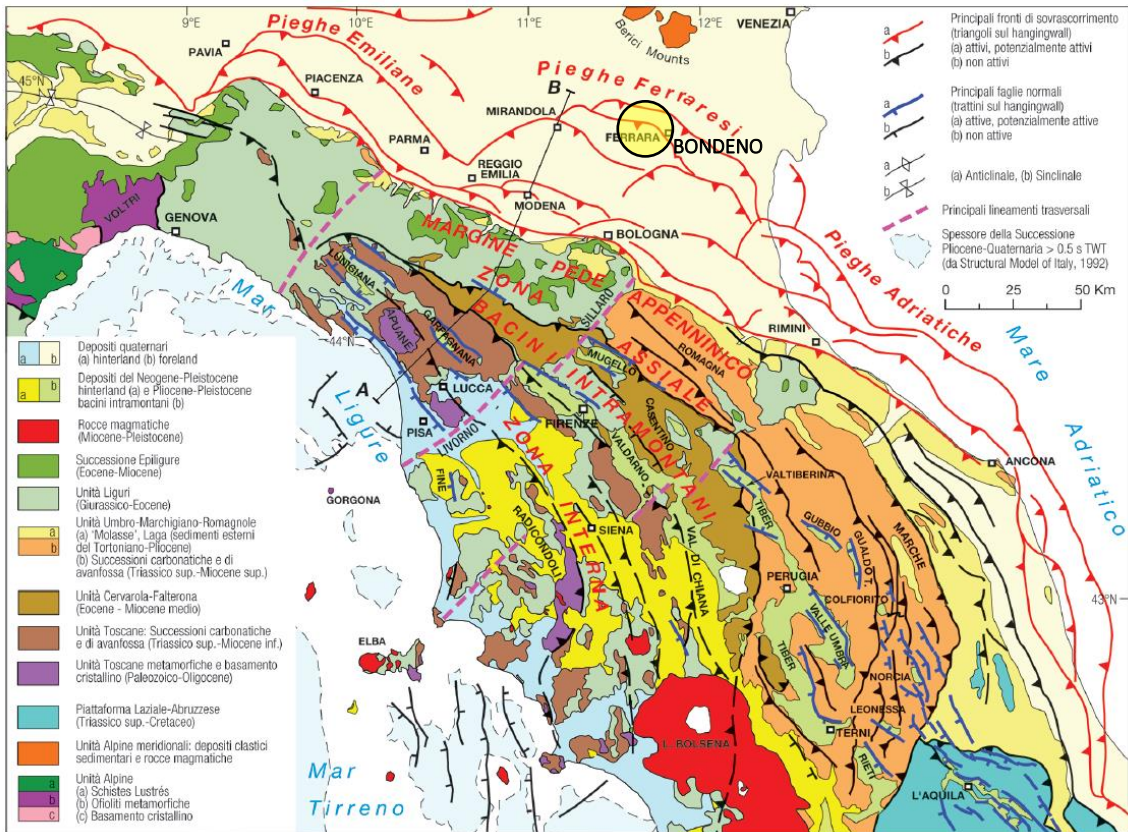 9°E
10°E
11°E
12°E
VENEZIA
Berici Mounts
PAVIA
Pieghe Emiliane
PIACENZA
45°N
Pieghe Ferraresi
B
MIRANDOLA
FERRARA
BONDENO
PARMA
REGGIO
EMILIA
MODENA
BOLOGNA
VOLTRI
GENOVA
MARGINE PEDE APPENNINICO
ZONA ASSIALE
BACINI INTRAMONTANI
ZONA INTERNA
Pieghe Adriatiche
Mar Ligure
Mare Adriatico
Mar
Tirreno
LUNIGIANA
APUANE
GARFAGNANA
44°N
SILLARO
RIMINI
ROMAGNA
MUGELLO
A
LUCCA
PISA
LIVORNO
FIRENZE
CASENTINO
VALDARNO
VALTIBERINA
ANCONA
GORGONA
FINE
RADICONDOLI
SIENA
VAL DI CHIANA
TIBER
GUBBIO
GUALDO T.
MARCHE
PERUGIA
COLFIORITO
43°N
VALLE UMBRA
TIBER
NORCIA
LEONESSA
ELBA
TERNI
L. BOLSENA
RIETI
L'AQUILA
a
b
Principali fronti di sovrascorrimento
(triangoli sul hangingwall)
(a) attivi, potenzialmente attivi
(b) non attivi
a
b
Principali faglie normali
(trattini sul hangingwall)
(a) attive, potenzialmente attive
(b) non attive
a
b
(a) Anticlinale, (b) Sinclinale
Principali lineamenti trasversali
Spessore della Successione
Pliocene-Quaternaria > 0.5 s TWT
(da Structural Model of Italy, 1992)
0 25 50 Km
a b
Depositi quaternari
(a) hinterland (b) foreland
a b
Depositi del Neogene-Pleistocene
hinterland (a) e Pliocene-Pleistocene
bacini intramontani (b)
Rocce magmatiche
(Miocene-Pleistocene)
Successione Epiligure
(Eocene-Miocene)
Unità Liguri
(Giurassico-Eocene)
a
b
Unità Umbro-Marchigiano-Romagnole
(a) 'Molasse', Laga (sedimenti esterni
del Tortoniano-Pliocene)
(b) Successioni carbonatiche e di
avanfossa (Triassico sup.-Miocene sup.)
Unità Cervarola-Falterona
(Eocene - Miocene medio)
Unità Toscane: Successioni carbonatiche
e di avanfossa (Triassico sup.-Miocene inf.)
Unità Toscane metamorfiche e basamento
cristallino (Paleozoico-Oligocene)
Piattaforma Laziale-Abruzzese
(Triassico sup.-Cretaceo)
Unità Alpine meridionali: depositi clastici
sedimentari e rocce magmatiche
a
b
c
Unità Alpine
(a) Schistes Lustrés
(b) Ofioliti metamorfiche
(c) Basamento cristallino